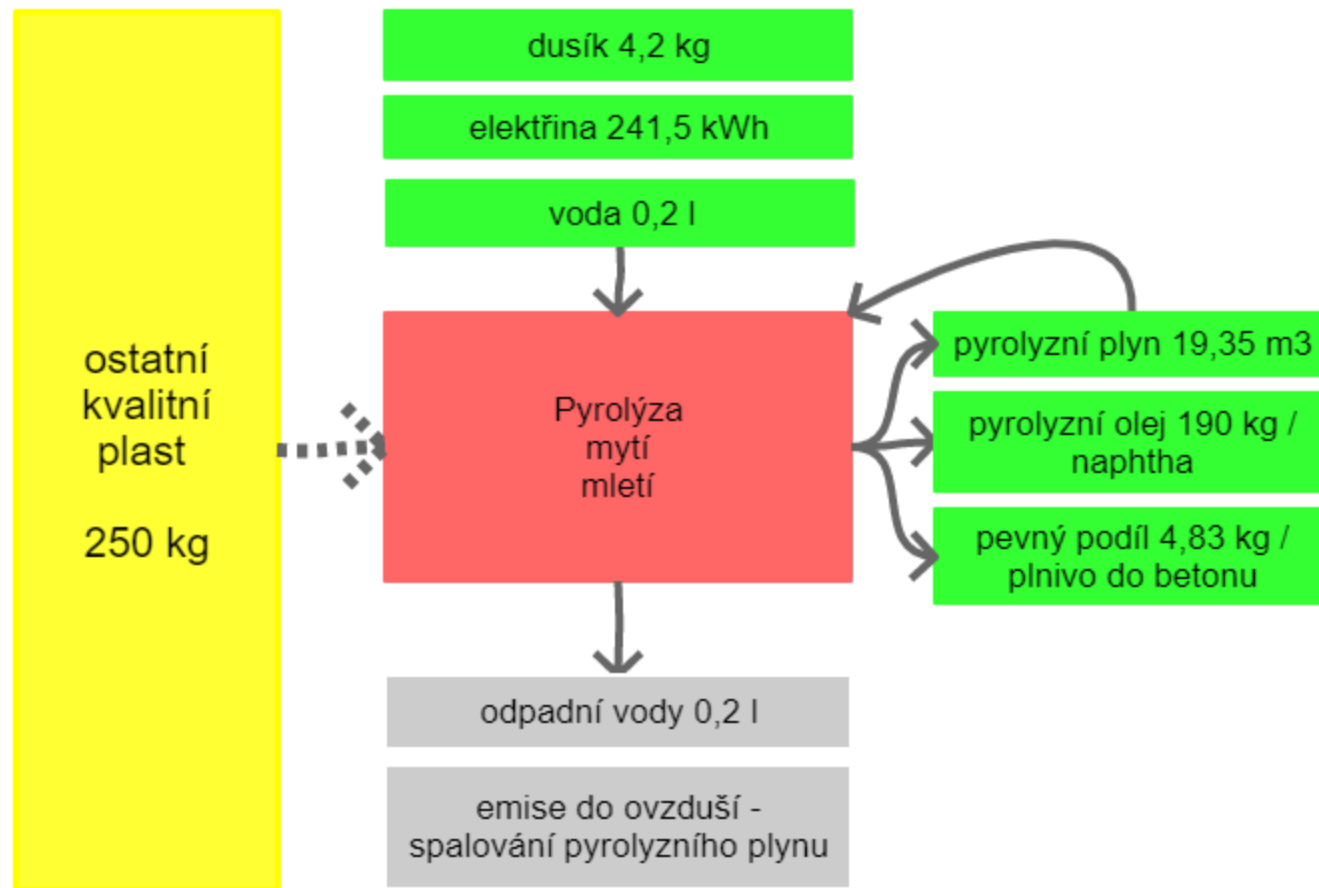 dusík 4,2 kg
elektřina 241,5 kWh
voda 0,2 l
ostatní
kvalitní
plast
250 kg
Pyrolýza
mytí
mletí
pyrolyzní plyn 19,35 m3
pyrolyzní olej 190 kg /
naphtha
pevný podíl 4,83 kg /
plnivo do betonu
odpadní vody 0,2 l
emise do ovzduší -
spalování pyrolyzního plynu